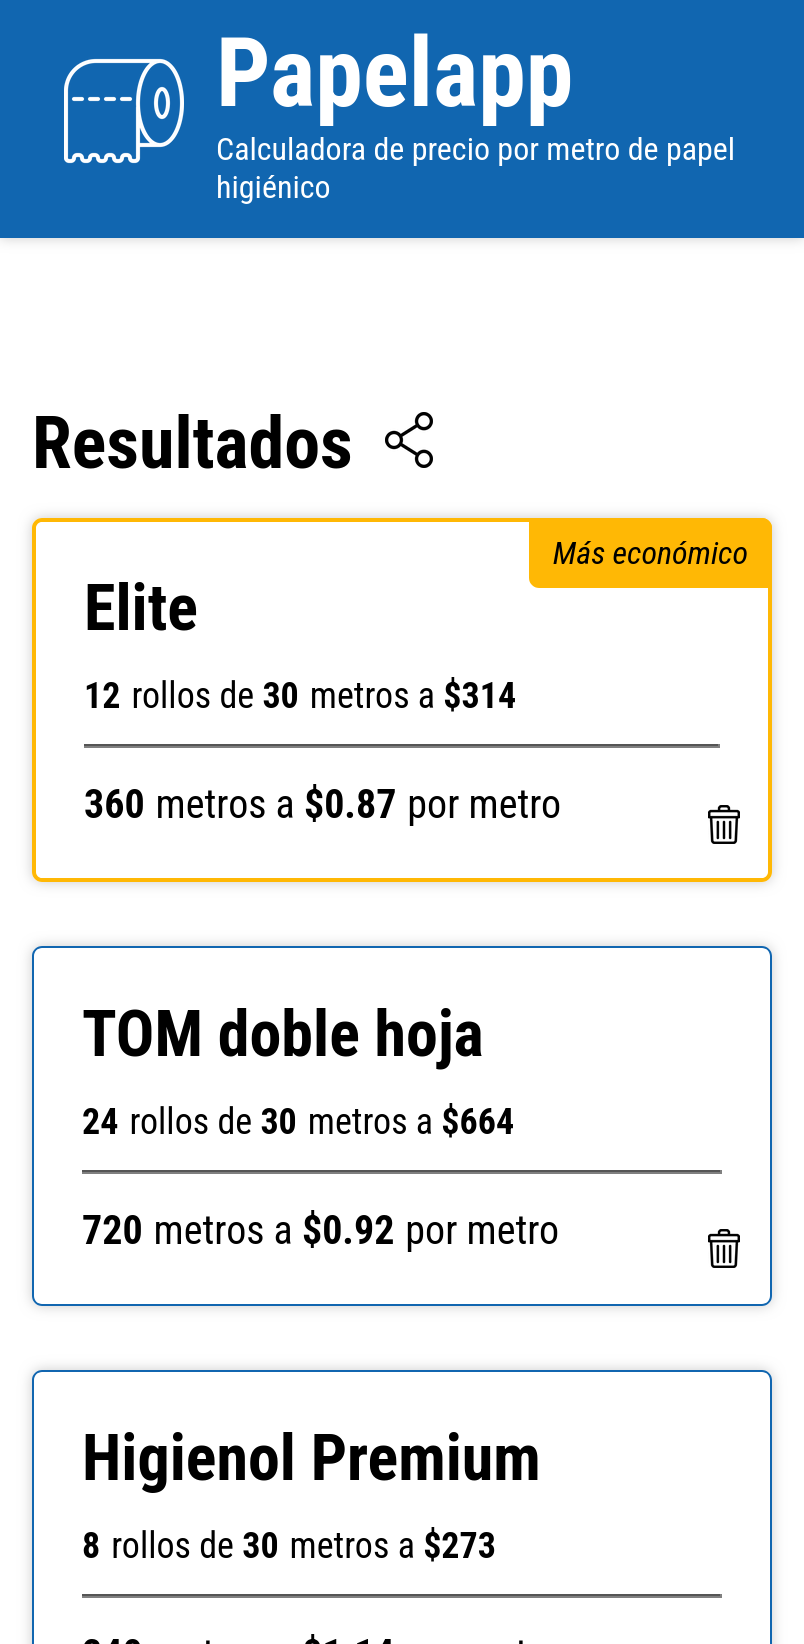 Papelapp
Calculadora de precio por metro de papel
higiénico
Resultados
Más económico
Elite
12 rollos de 30 metros a $314
360 metros a $0.87 por metro
TOM doble hoja
24 rollos de 30 metros a $664
720 metros a $0.92 por metro
Higienol Premium
8 rollos de 30 metros a $273